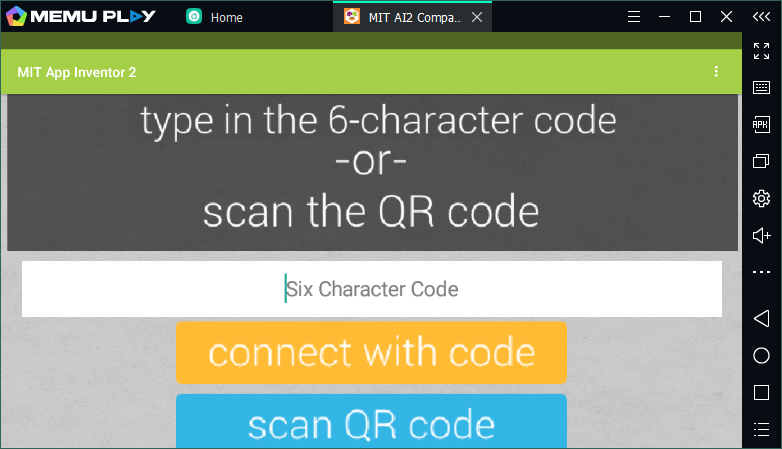 MEMU PLAY
Home
MIT AI2 Compa..
MIT App Inventor 2
type in the 6-character code
-or-
scan the QR code
Six Character Code
connect with code
scan QR code
APK